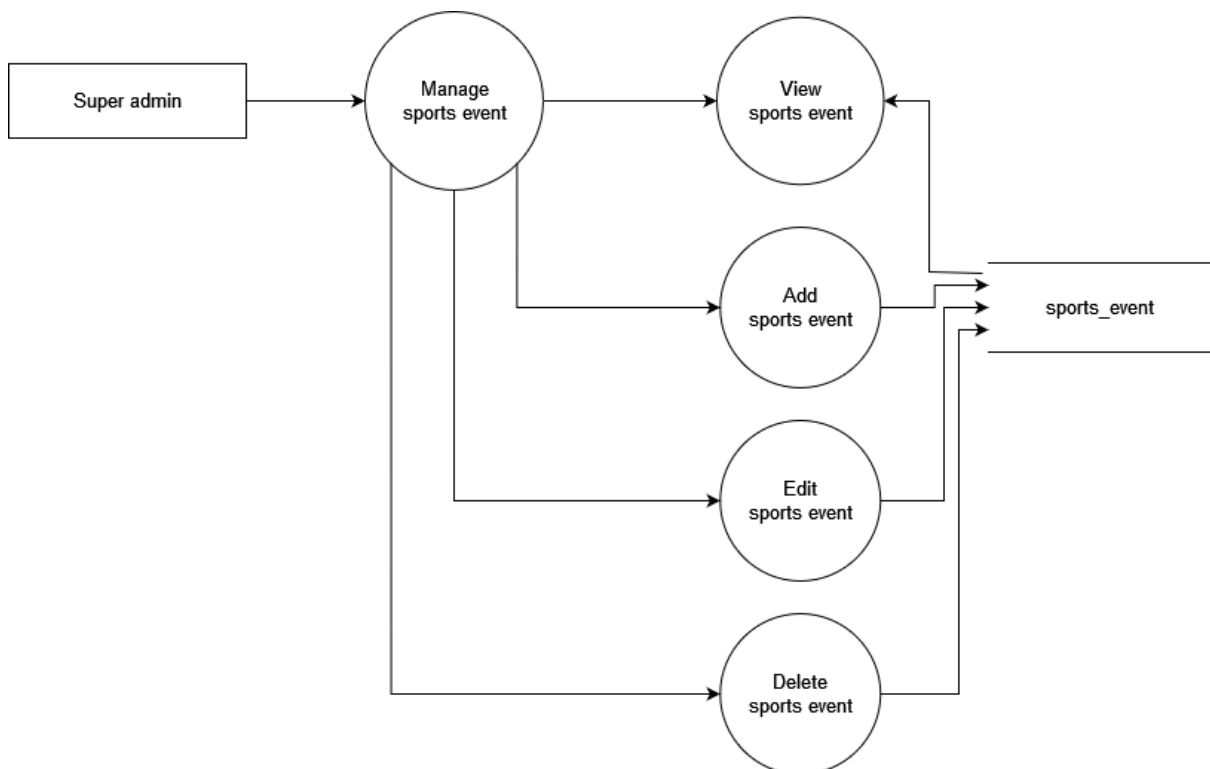 Super admin
Manage
sports event
View
sports event
Add
sports event
sports_event
Edit
sports event
Delete
sports event